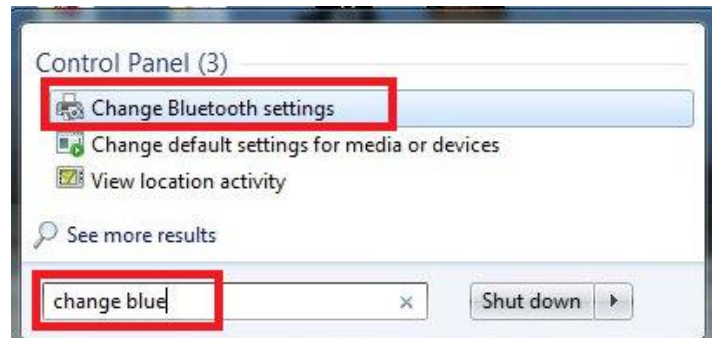 Control Panel (3)
Change Bluetooth settings
Change default settings for media or devices
View location activity
See more results
change blue
Shut down